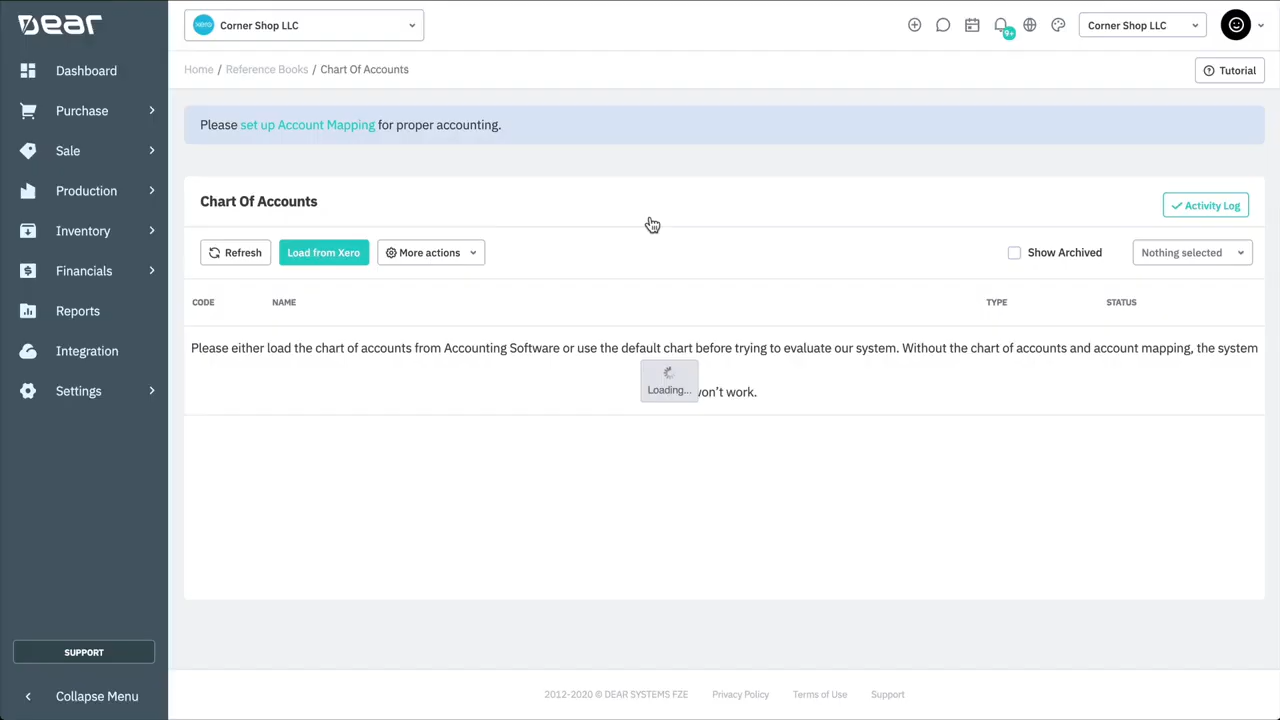 DEAR
xero Corner Shop LLC
9+
Corner Shop LLC
Dashboard
Purchase
Sale
Production
Inventory
Financials
Reports
Integration
Settings
SUPPORT
Collapse Menu
Home / Reference Books / Chart Of Accounts
Tutorial
Please set up Account Mapping for proper accounting.
Chart Of Accounts
Activity Log
Refresh
Load from Xero
More actions
Show Archived
Nothing selected
CODE NAME TYPE STATUS
Please either load the chart of accounts from Accounting Software or use the default chart before trying to evaluate our system. Without the chart of accounts and account mapping, the system
won't work.
Loading...
2012-2020 © DEAR SYSTEMS FZE Privacy Policy Terms of Use Support